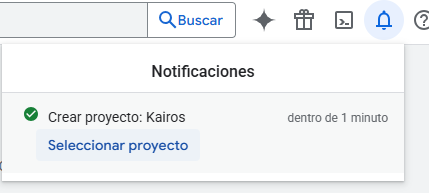 Buscar
Notificaciones
Crear proyecto: Kairos
dentro de 1 minuto
Seleccionar proyecto